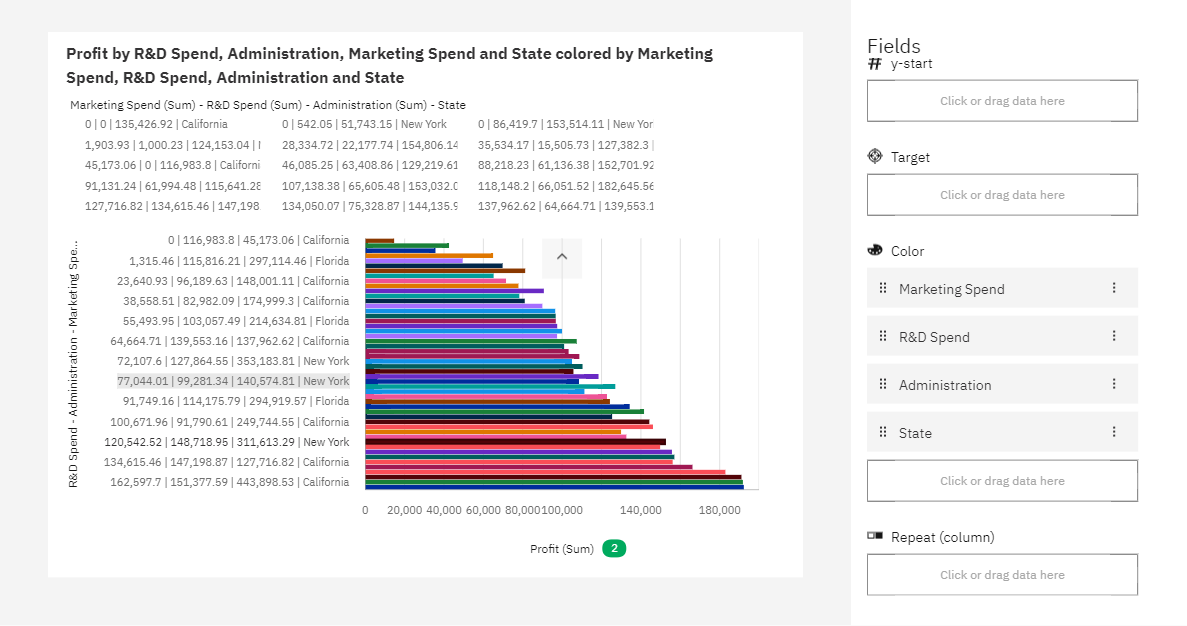 Profit by R&D Spend, Administration, Marketing Spend and State colored by Marketing
Spend, R&D Spend, Administration and State
Marketing Spend (Sum) - R&D Spend (Sum) - Administration (Sum) - State
0 | 0 | 135,426.92 | California
0 | 542.05 | 51,743.15 | New York
0 | 86,419.7 | 153,514.11 | New Yor
1,903.93 | 1,000.23 | 124,153.04 |
28,334.72 | 22,177.74 | 154,806.14
35,534.17 | 15,505.73 | 127,382.3 |
45,173.06 | 0 | 116,983.8 | Californi
46,085.25 | 63,408.86 | 129,219.61
88,218.23 | 61,136.38 | 152,701.92
91,131.24 | 61,994.48 | 115,641.28
107,138.38 | 65,605.48 | 153,032.0
118,148.2 | 66,051.52 | 182,645.56
127,716.82 | 134,615.46 | 147,198
134,050.07 | 75,328.87 | 144,135.9
137,962.62 | 64,664.71 | 139,553.1
R&D Spend - Administration - Marketing Spe...
0 | 116,983.8 | 45,173.06 | California
1,315.46 | 115,816.21 | 297,114.46 | Florida
23,640.93 | 96,189.63 | 148,001.11 | California
38,558.51 | 82,982.09 | 174,999.3 | California
55,493.95 | 103,057.49 | 214,634.81 | Florida
64,664.71 | 139,553.16 | 137,962.62 | California
72,107.6 | 127,864.55 | 353,183.81 | New York
77,044.01 | 99,281.34 | 140,574.81 | New York
91,749.16 | 114,175.79 | 294,919.57 | Florida
100,671.96 | 91,790.61 | 249,744.55 | California
120,542.52 | 148,718.95 | 311,613.29 | New York
134,615.46 | 147,198.87 | 127,716.82 | California
162,597.7 | 151,377.59 | 443,898.53 | California
0 20,000 40,000 60,000 80,000 100,000 140,000 180,000
Profit (Sum) 2
Fields
y-start
Click or drag data here
Target
Click or drag data here
Color
Marketing Spend
R&D Spend
Administration
State
Click or drag data here
Repeat (column)
Click or drag data here